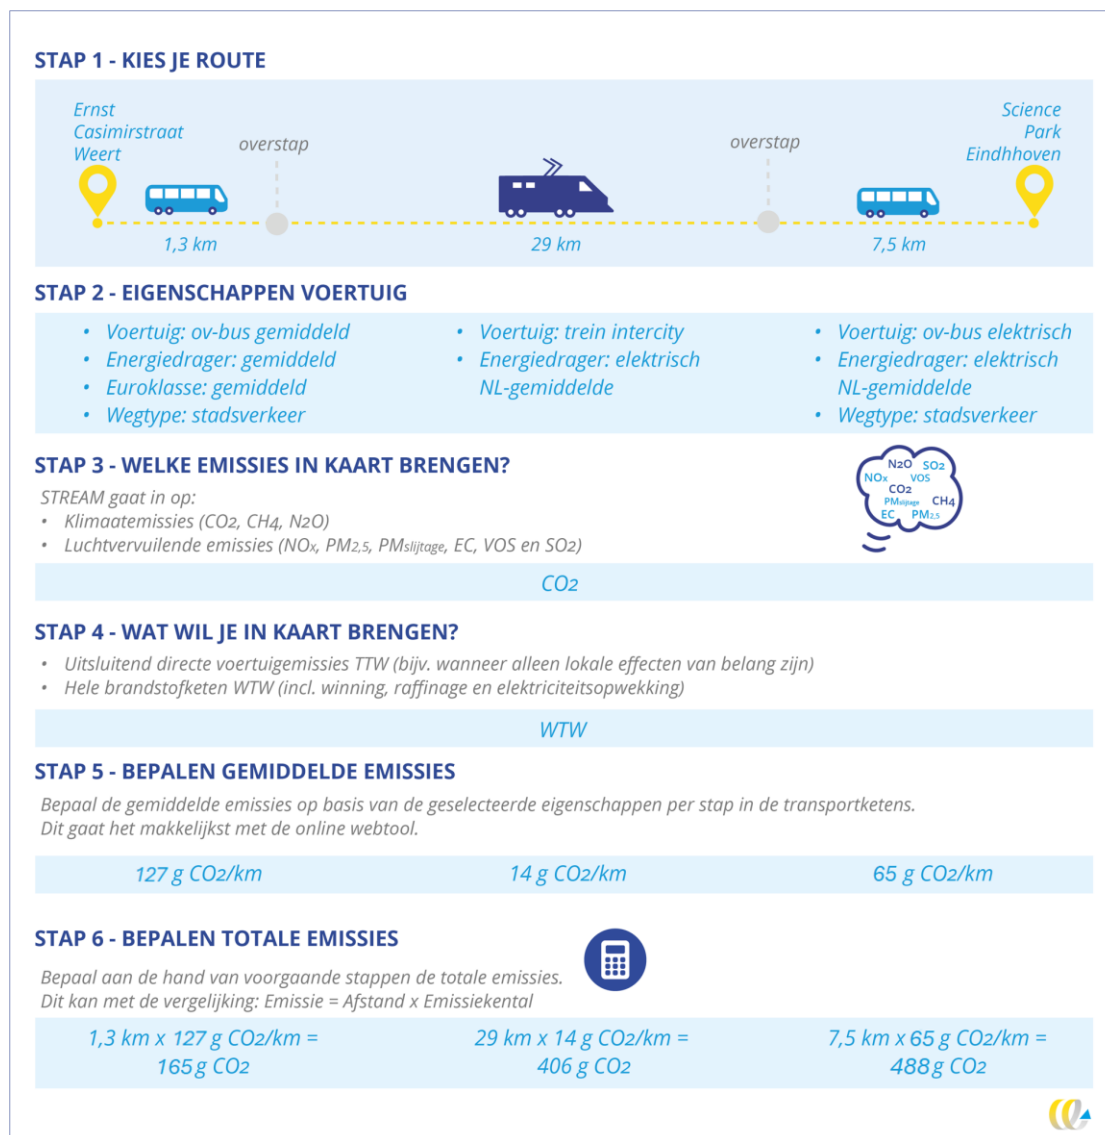 STAP 1 - KIES JE ROUTE
Ernst
Casimirstraat
Weert
overstap
overstap
Science
Park
Eindhhoven
1,3 km
29 km
7,5 km
STAP 2 - EIGENSCHAPPEN VOERTUIG
• Voertuig: ov-bus gemiddeld
• Energiedrager: gemiddeld
• Euroklasse: gemiddeld
• Wegtype: stadsverkeer
• Voertuig: trein intercity
• Energiedrager: elektrisch
NL-gemiddelde
• Voertuig: ov-bus elektrisch
• Energiedrager: elektrisch
NL-gemiddelde
• Wegtype: stadsverkeer
STAP 3 - WELKE EMISSIES IN KAART BRENGEN?
STREAM gaat in op:
• Klimaatemissies (CO2, CH4, N2O)
• Luchtvervuilende emissies (NOx, PM2,5, PMslijtage, EC, VOS en SO2)
N2O SO2
NOx VOS
CO2
PMslijtage CH4
EC PM2,5
CO2
STAP 4 - WAT WIL JE IN KAART BRENGEN?
• Uitsluitend directe voertuigemissies TTW (bijv. wanneer alleen lokale effecten van belang zijn)
• Hele brandstofketen WTW (incl. winning, raffinage en elektriciteitsopwekking)
WTW
STAP 5 - BEPALEN GEMIDDELDE EMISSIES
Bepaal de gemiddelde emissies op basis van de geselecteerde eigenschappen per stap in de transportketens.
Dit gaat het makkelijkst met de online webtool.
127 g CO2/km
14 g CO2/km
65 g CO2/km
STAP 6 - BEPALEN TOTALE EMISSIES
Bepaal aan de hand van voorgaande stappen de totale emissies.
Dit kan met de vergelijking: Emissie = Afstand x Emissiekental
1,3 km x 127 g CO2/km =
165 g CO2
29 km x 14 g CO2/km =
406 g CO2
7,5 km x 65 g CO2/km =
488 g CO2